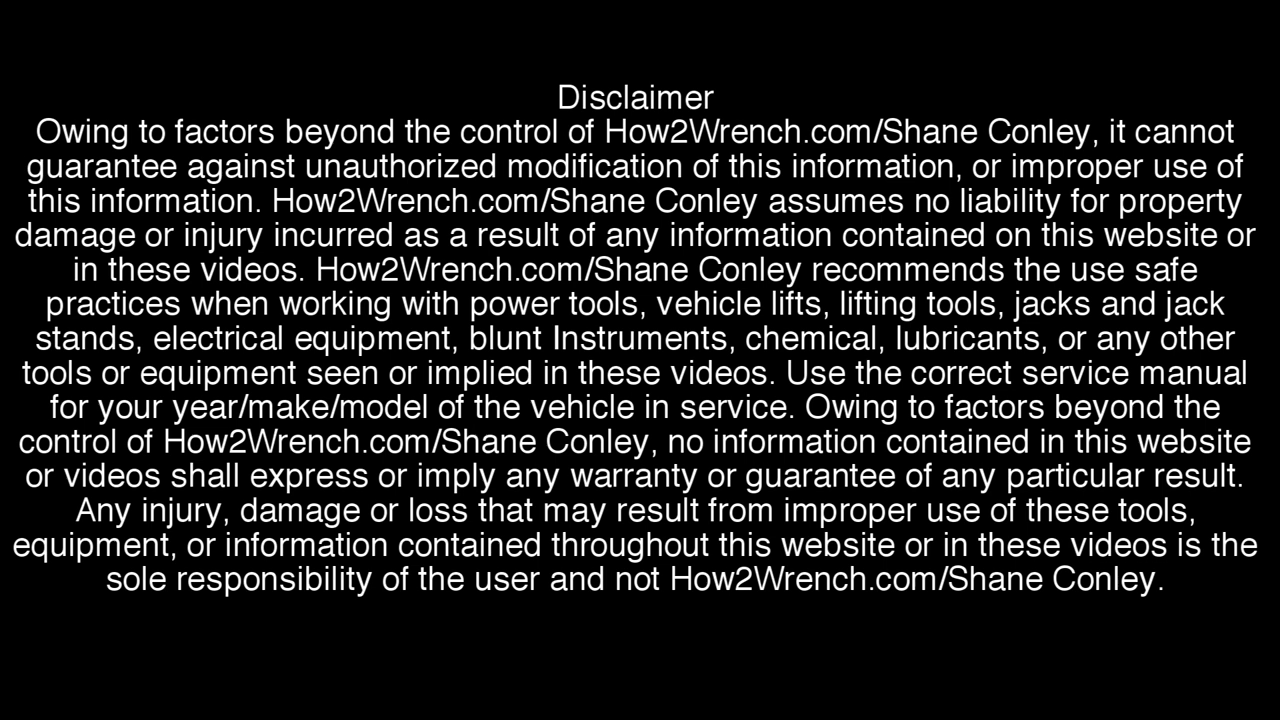 Disclaimer
Owing to factors beyond the control of How2Wrench.com/Shane Conley, it cannot
guarantee against unauthorized modification of this information, or improper use of
this information. How2Wrench.com/Shane Conley assumes no liability for property
damage or injury incurred as a result of any information contained on this website or
in these videos. How2Wrench.com/Shane Conley recommends the use safe
practices when working with power tools, vehicle lifts, lifting tools, jacks and jack
stands, electrical equipment, blunt Instruments, chemical, lubricants, or any other
tools or equipment seen or implied in these videos. Use the correct service manual
for your year/make/model of the vehicle in service. Owing to factors beyond the
control of How2Wrench.com/Shane Conley, no information contained in this website
or videos shall express or imply any warranty or guarantee of any particular result.
Any injury, damage or loss that may result from improper use of these tools,
equipment, or information contained throughout this website or in these videos is the
sole responsibility of the user and not How2Wrench.com/Shane Conley.